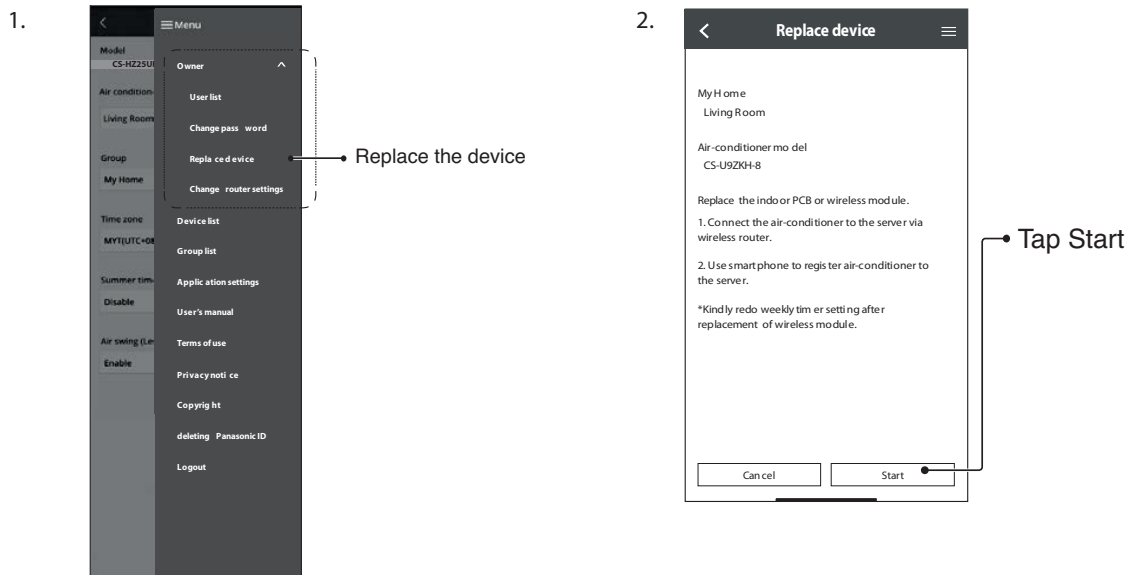 1.
Menu
Model
CS-HZ25U
Air condition
Living Room
Group
My Home
Time zone
MYT(UTC+08
Summer tim
Disable
Air swing (Le
Enable
Owner
User list
Change pass word
Repla ced evice
Change router settings
Device list
Group list
Applic ation settings
User's manual
Terms of use
Privacy noti ce
Copyrig ht
deleting Panasonic ID
Logout
Replace the device
2.
Replace device
My H ome
Living Room
Air-conditioner mo del
CS-U9ZKH-8
Replace the indoor PCB or wireless module.
1. Connect the air-conditioner to the server via
wireless router.
2. Use smartphone to register air-conditioner to
the server.
*Kindly redo weekly tim er setting after
replacement of wireless module.
Can cel
Start
Tap Start